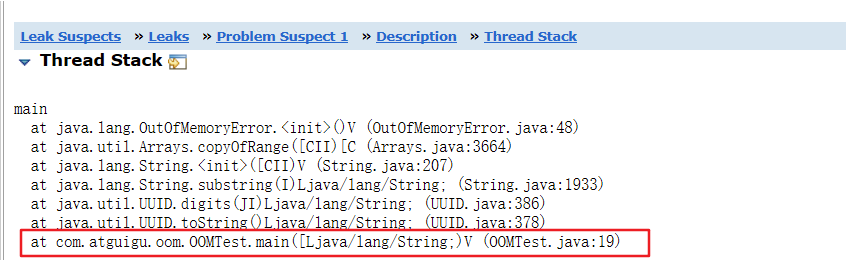 Leak Suspects » Leaks » Problem Suspect 1 » Description » Thread Stack
Thread Stack
main
at java.lang.OutOfMemoryError.<init>()V (OutOfMemoryError.java:48)
at java.util.Arrays.copyOfRange([CII)[C (Arrays.java:3664)
at java.lang.String.<init>([CII)V (String.java:207)
at java.lang.String.substring(I)Ljava/lang/String; (String.java:1933)
at java.util.UUID.digits(JI)Ljava/lang/String; (UUID.java:386)
at java.util.UUID.toString()Ljava/lang/String; (UUID.java:378)
at com.atguigu.oom.OOMTest.main([Ljava/lang/String;)V (OOMTest.java:19)